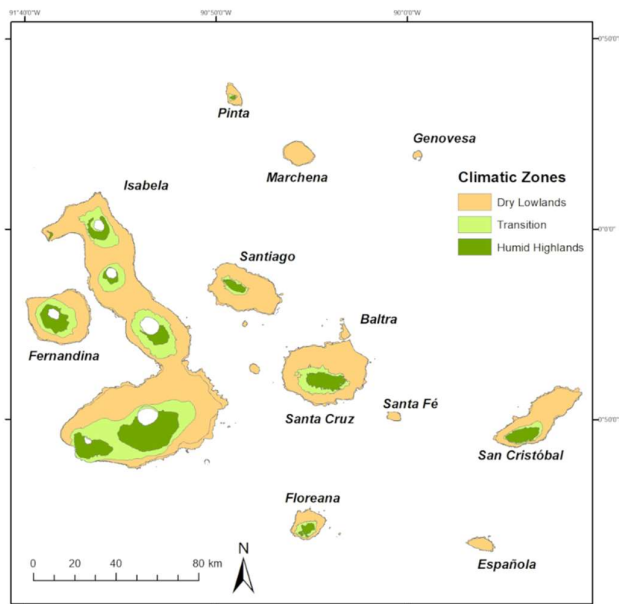 91°40'0"W 90°50'0"W 90°0'0"W
0°50'0"N
Pinta
Genovesa
Marchena
Isabela
Climatic Zones
Dry Lowlands
Transition
Humid Highlands
0°0'0"
Santiago
Baltra
Fernandina
Santa Fé
Santa Cruz
0°50'0"
San Cristóbal
Floreana
N
Española
0 20 40 80 km